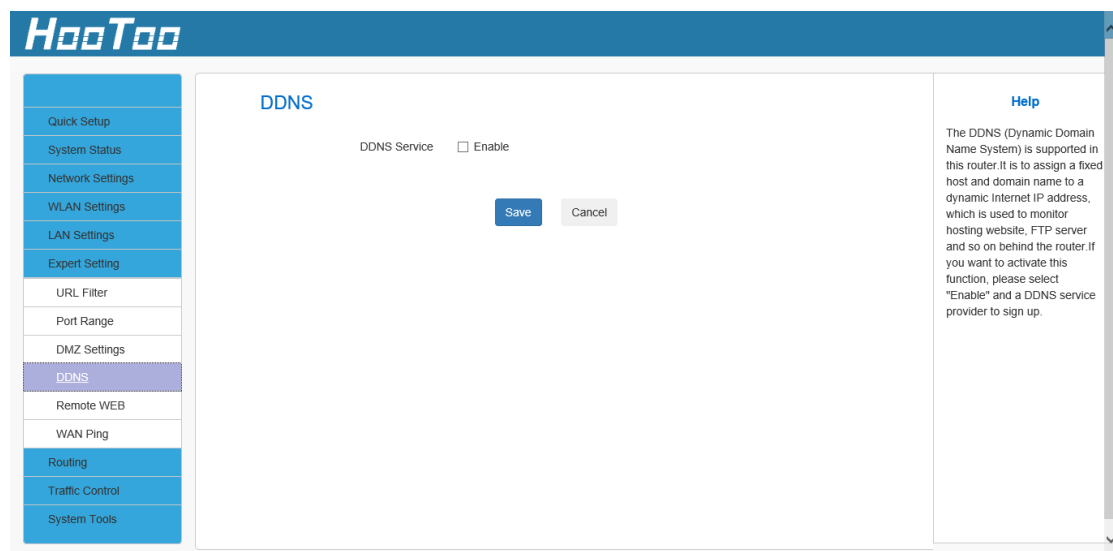 HooToo
Quick Setup
System Status
Network Settings
WLAN Settings
LAN Settings
Expert Setting
URL Filter
Port Range
DMZ Settings
DDNS
Remote WEB
WAN Ping
Routing
Traffic Control
System Tools
DDNS
DDNS Service Enable
Save Cancel
Help
The DDNS (Dynamic Domain
Name System) is supported in
this router.It is to assign a fixed
host and domain name to a
dynamic Internet IP address,
which is used to monitor
hosting website, FTP server
and so on behind the router.If
you want to activate this
function, please select
"Enable" and a DDNS service
provider to sign up.